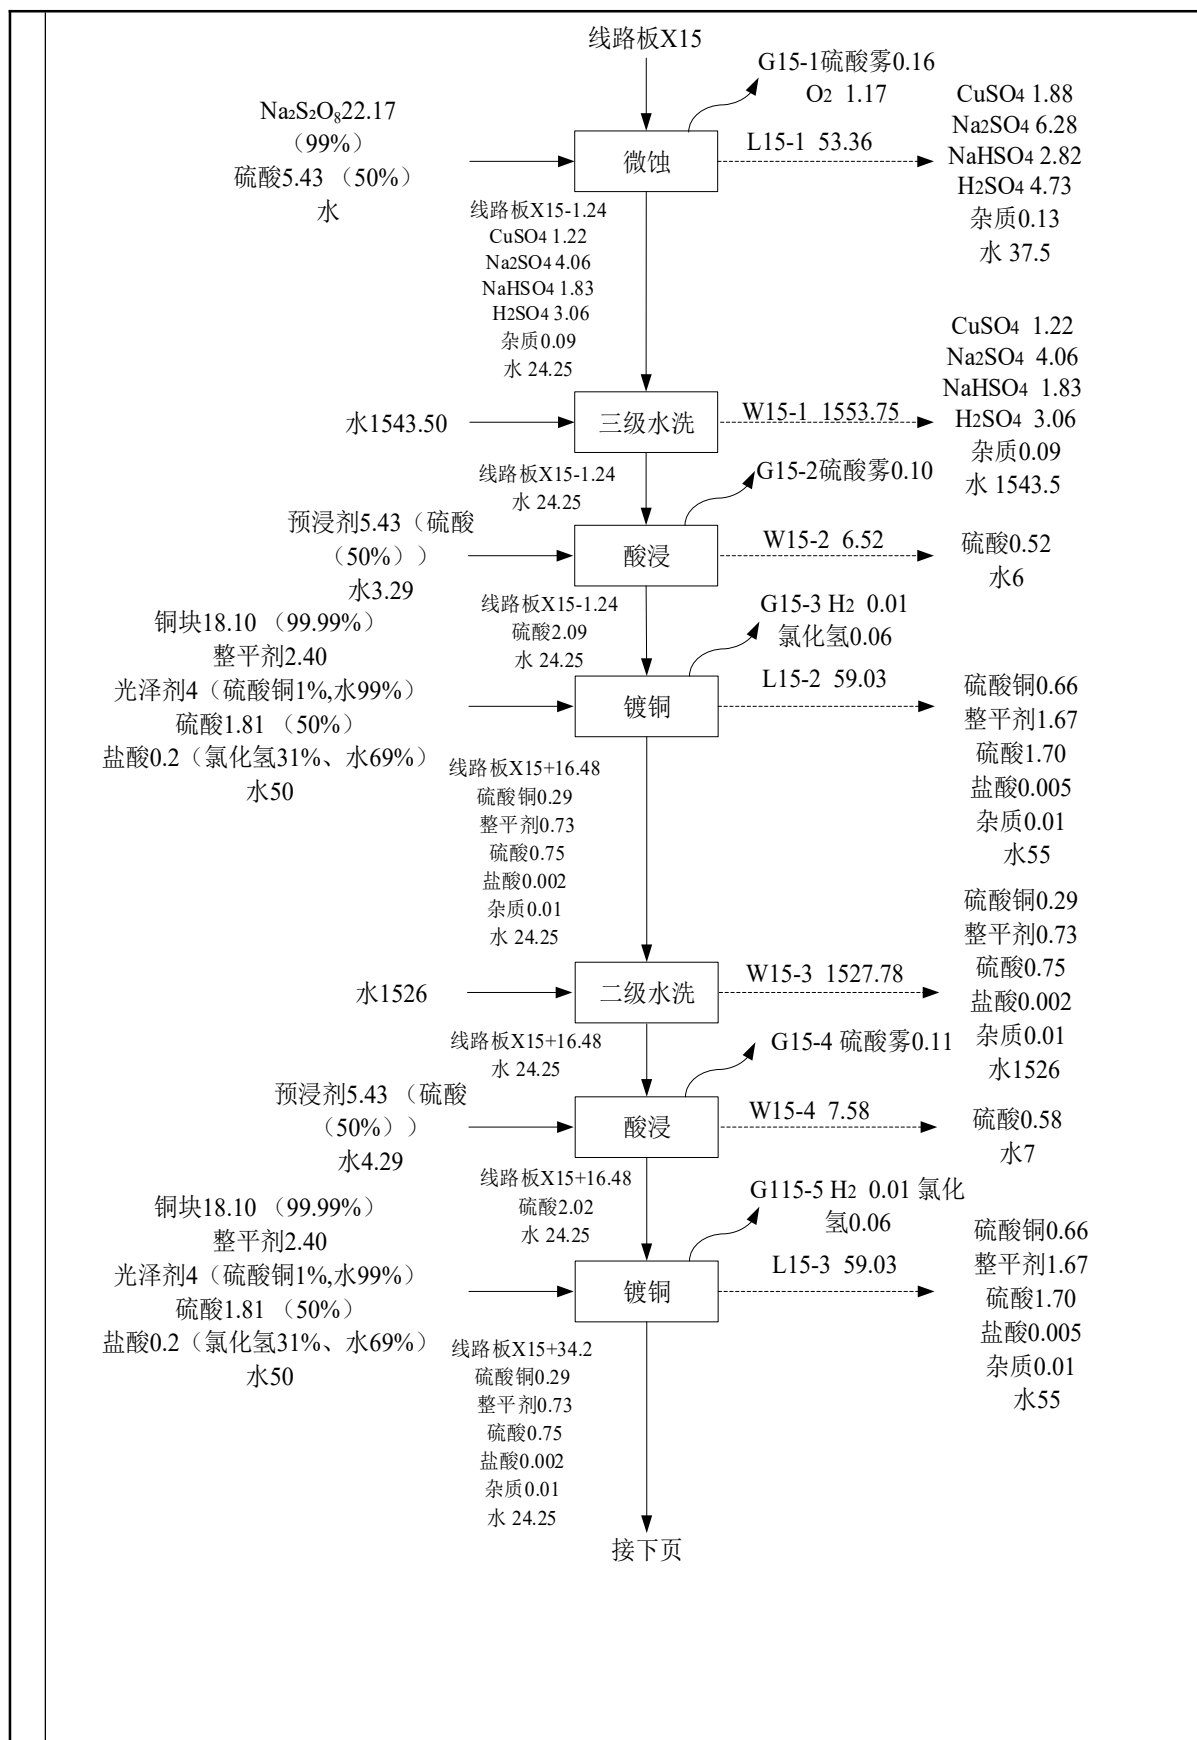 线路板X15
G15-1硫酸雾0.16
O2 1.17
Na2S2O822.17
（99%）
硫酸5.43 （50%）
水
微蚀
L15-1 53.36
CuSO4 1.88
Na2SO4 6.28
NaHSO4 2.82
H2SO4 4.73
杂质0.13
水 37.5
线路板X15-1.24
CuSO4 1.22
Na2SO4 4.06
NaHSO4 1.83
H2SO4 3.06
杂质0.09
水 24.25
水1543.50
三级水洗
W15-1 1553.75
CuSO4 1.22
Na2SO4 4.06
NaHSO4 1.83
H2SO4 3.06
杂质0.09
水 1543.5
线路板X15-1.24
水 24.25
G15-2硫酸雾0.10
预浸剂5.43（硫酸
（50%））
水3.29
酸浸
W15-2 6.52
硫酸0.52
水6
线路板X15-1.24
硫酸2.09
水 24.25
G15-3 H2 0.01
氯化氢0.06
铜块18.10 （99.99%）
整平剂2.40
光泽剂4（硫酸铜1%,水99%）
硫酸1.81 （50%）
盐酸0.2（氯化氢31%、水69%）
水50
镀铜
L15-2 59.03
硫酸铜0.66
整平剂1.67
硫酸1.70
盐酸0.005
杂质0.01
水55
线路板X15+16.48
硫酸铜0.29
整平剂0.73
硫酸0.75
盐酸0.002
杂质0.01
水 24.25
水1526
二级水洗
W15-3 1527.78
硫酸铜0.29
整平剂0.73
硫酸0.75
盐酸0.002
杂质0.01
水1526
线路板X15+16.48
水 24.25
G15-4 硫酸雾0.11
预浸剂5.43 （硫酸
（50%））
水4.29
酸浸
W15-4 7.58
硫酸0.58
水7
线路板X15+16.48
硫酸2.02
水 24.25
G115-5 H2 0.01 氯化
氢0.06
铜块18.10 （99.99%）
整平剂2.40
光泽剂4（硫酸铜1%,水99%）
硫酸1.81 （50%）
盐酸0.2（氯化氢31%、水69%）
水50
镀铜
L15-3 59.03
硫酸铜0.66
整平剂1.67
硫酸1.70
盐酸0.005
杂质0.01
水55
线路板X15+34.2
硫酸铜0.29
整平剂0.73
硫酸0.75
盐酸0.002
杂质0.01
水 24.25
接下页